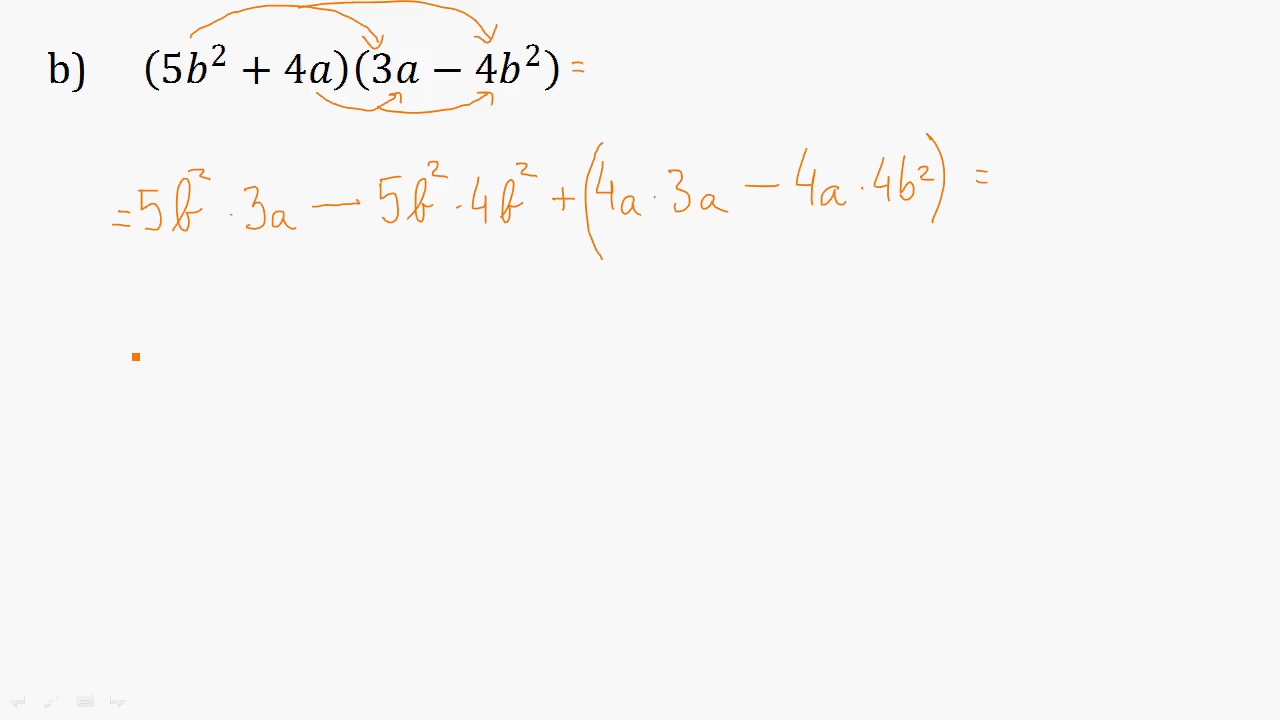 b) (5b² + 4a)(3a − 4b²) =
= 5b² · 3a − 5b² · 4b² + (4a · 3a − 4a · 4b²) =